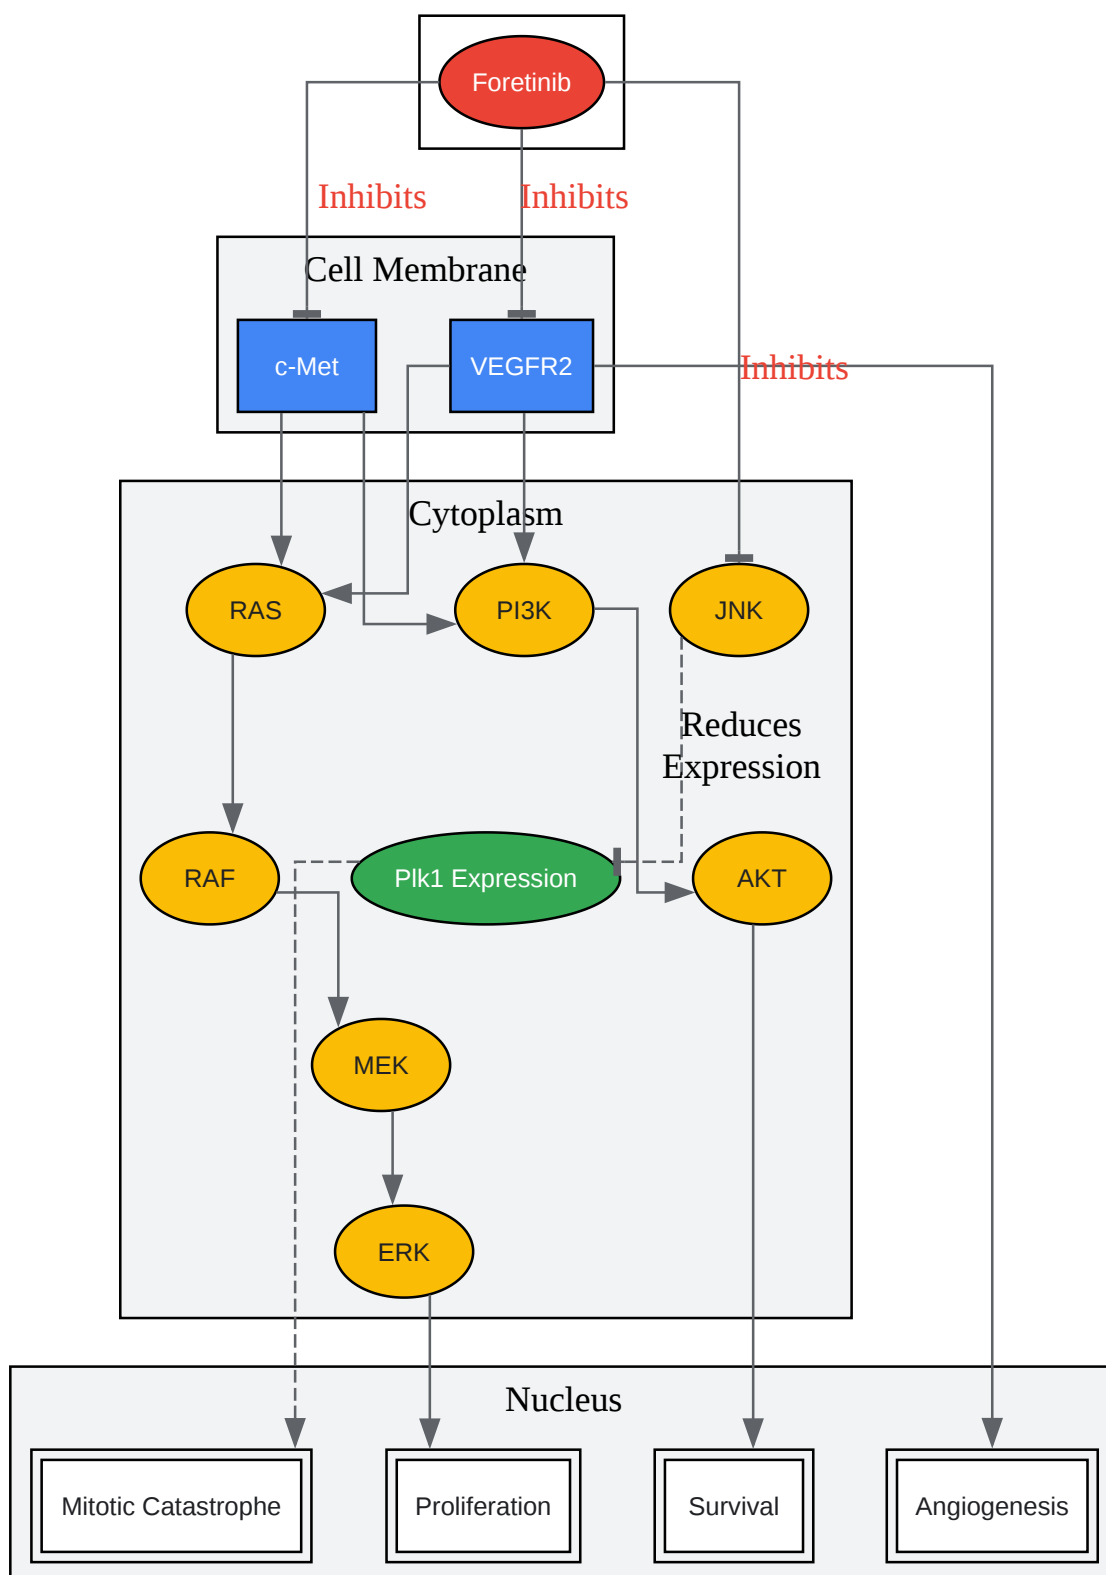 Foretinib
Inhibits
Inhibits
Cell Membrane
c-Met
VEGFR2
Inhibits
Cytoplasm
RAS
PI3K
JNK
Reduces
Expression
RAF
Plk1 Expression
AKT
MEK
ERK
Nucleus
Mitotic Catastrophe
Proliferation
Survival
Angiogenesis